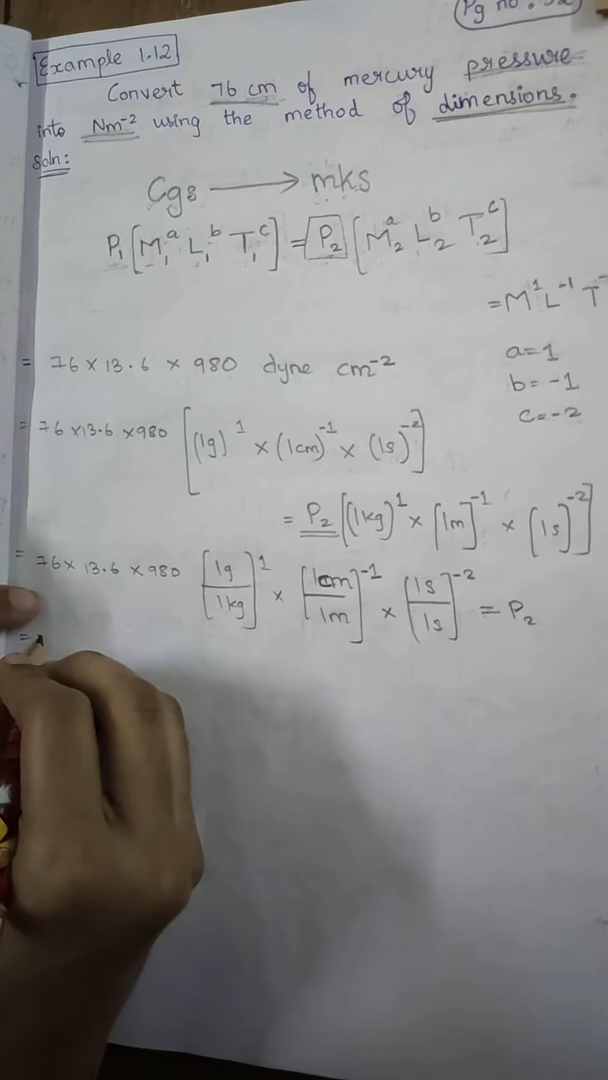 Pg no: 32
Example 1.12
Convert 76 cm of mercury pressure
into Nm⁻² using the method of dimensions.
Soln:
Cgs → mks
P₁[M₁ᵃ L₁ᵇ T₁ᶜ] = P₂ [M₂ᵃ L₂ᵇ T₂ᶜ]
= M¹L⁻¹T⁻
a=1
= 76 × 13.6 × 980 dyne cm⁻²
b = -1
c = -2
= 76 ×13.6 ×980 [(1g)¹ × (1cm)⁻¹ × (1s)⁻²]
= P₂ [(1kg)¹ × [1m]⁻¹ × [1s]⁻²]
= 76 × 13.6 × 980 [1g/1kg]¹ × [1cm/1m]⁻¹ × [1s/1s]⁻² = P₂
=